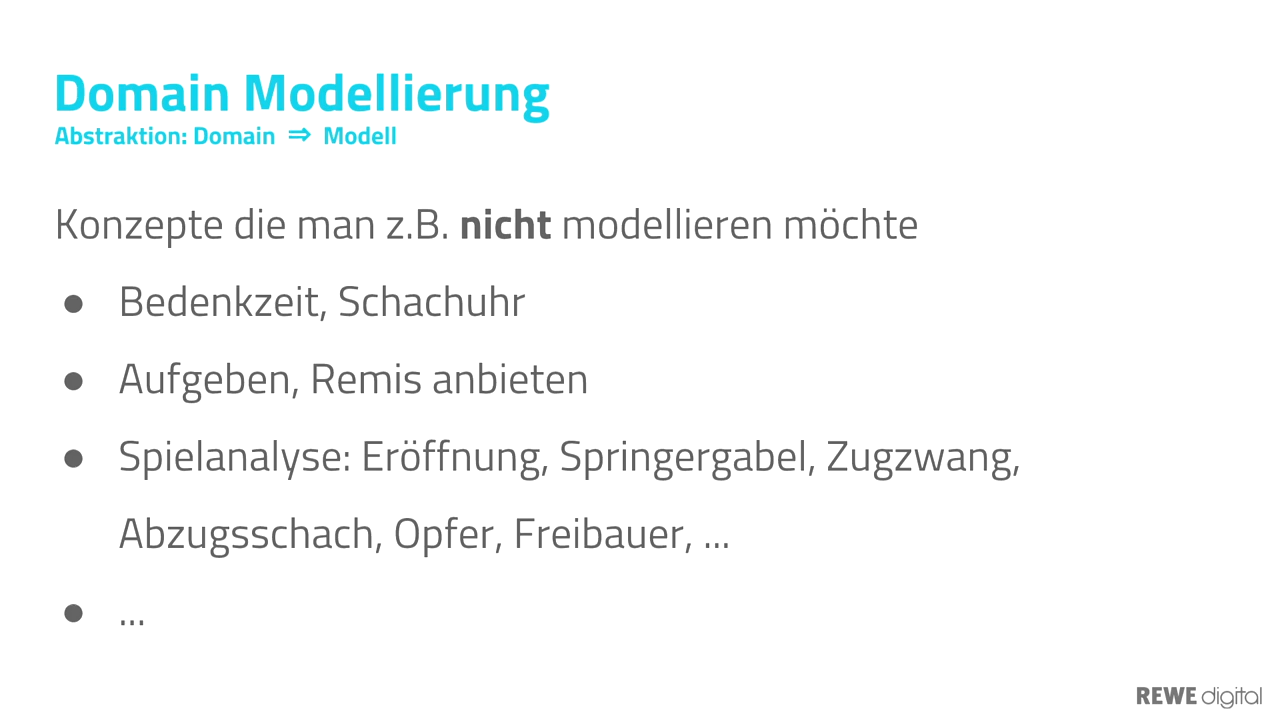 Domain Modellierung
Abstraktion: Domain ⇒ Modell
Konzepte die man z.B. nicht modellieren möchte
● Bedenkzeit, Schachuhr
● Aufgeben, Remis anbieten
● Spielanalyse: Eröffnung, Springergabel, Zugzwang,
Abzugsschach, Opfer, Freibauer, ...
● ...
REWE digital